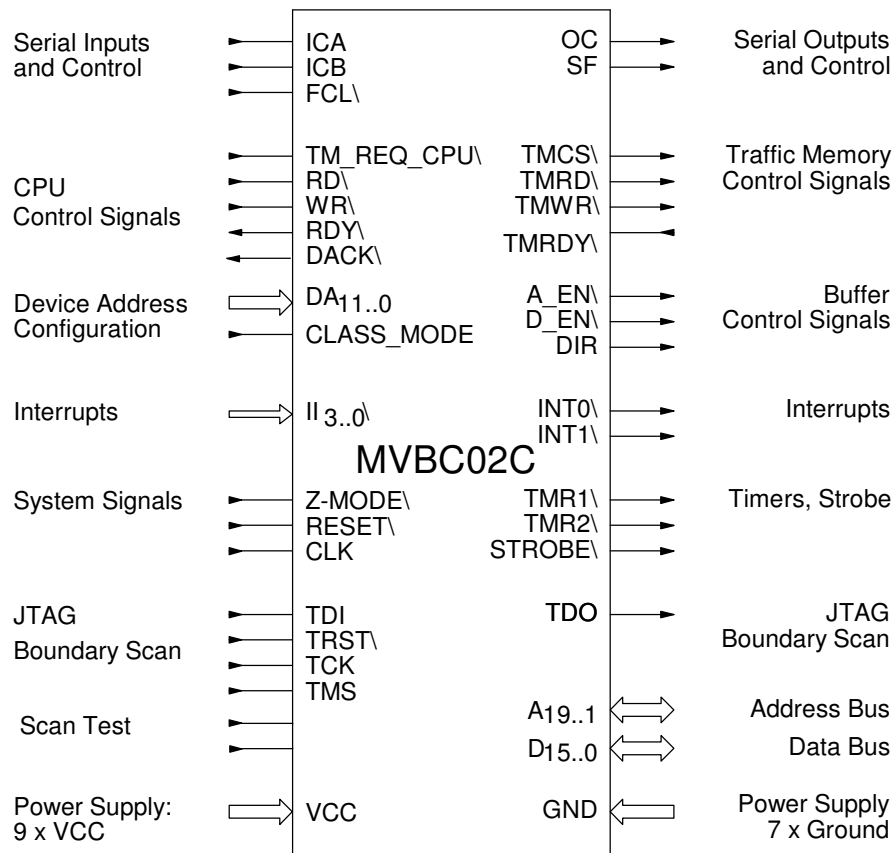 Serial Inputs
and Control
ICA
ICB
FCL\
OC
SF
Serial Outputs
and Control
CPU
Control Signals
TM_REQ_CPU\
RD\
WR\
RDY\
DACK\
TMCS\
TMRD\
TMWR\
TMRDY\
Traffic Memory
Control Signals
Device Address
Configuration
DA11..0
CLASS_MODE
A_EN\
D_EN\
DIR
Buffer
Control Signals
Interrupts
II 3..0\
INT0\
INT1\
Interrupts
MVBC02C
System Signals
Z-MODE\
RESET\
CLK
TMR1\
TMR2\
STROBE\
Timers, Strobe
JTAG
Boundary Scan
TDI
TRST\
TCK
TMS
TDO
JTAG
Boundary Scan
Scan Test
A19..1
Address Bus
D15..0
Data Bus
Power Supply:
9 x VCC
VCC
GND
Power Supply
7 x Ground